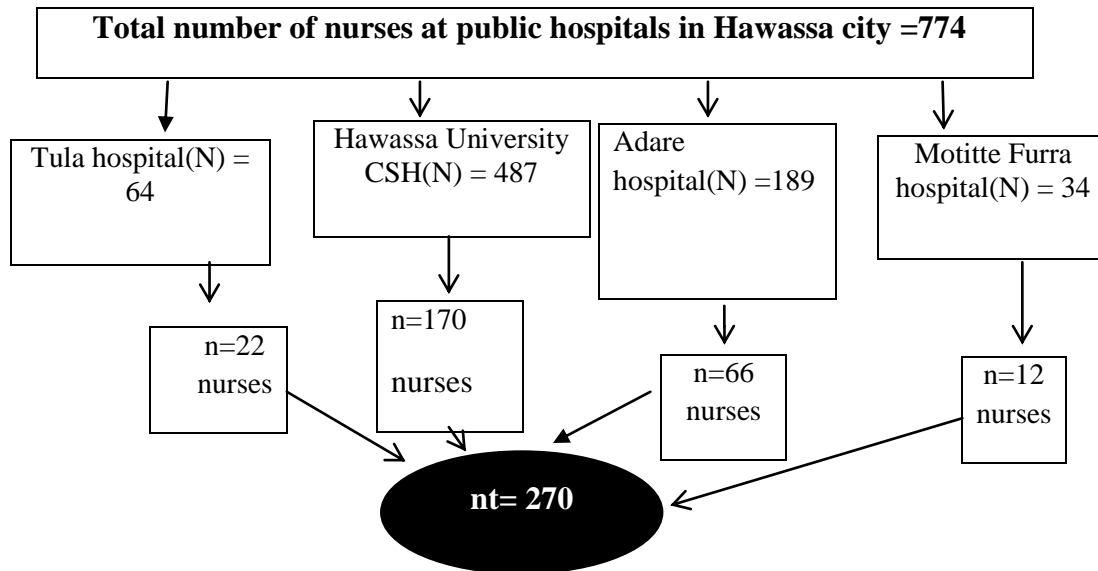 Total number of nurses at public hospitals in Hawassa city =774
Tula hospital(N) =
64
Hawassa University
CSH(N) = 487
Adare
hospital(N) =189
Motitte Furra
hospital(N) = 34
n=22
nurses
n=170
nurses
n=66
nurses
n=12
nurses
nt= 270